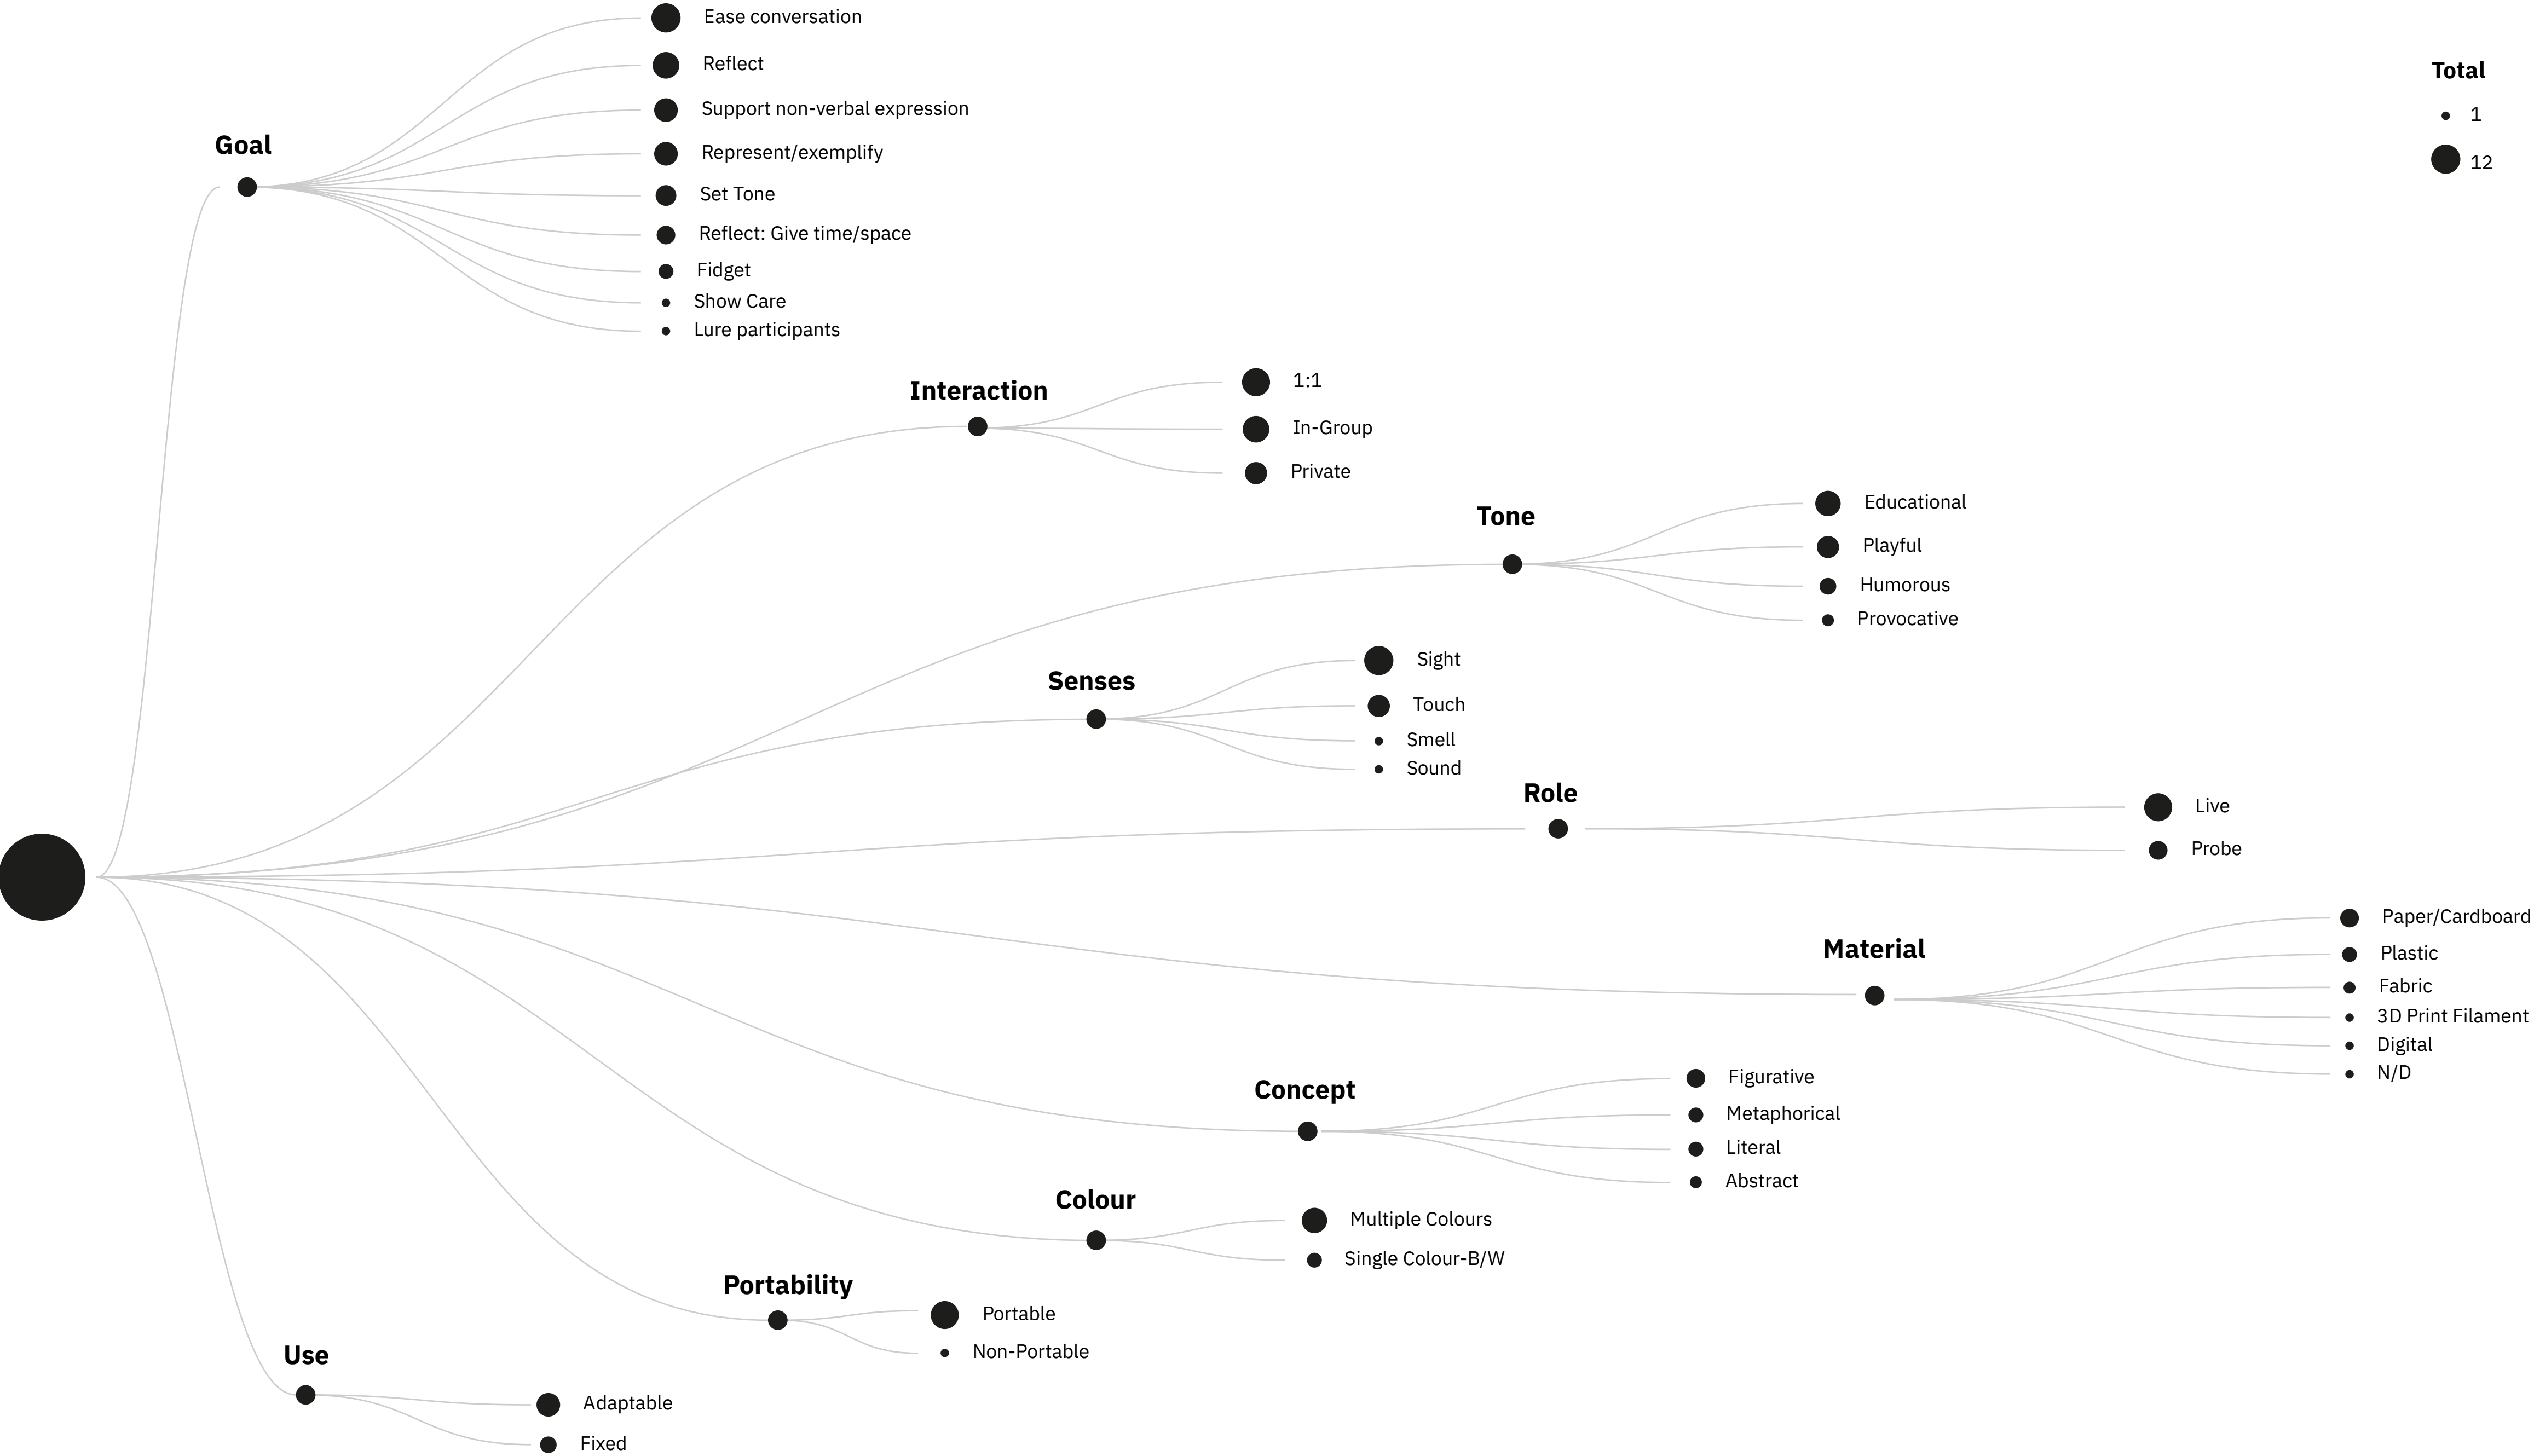 Goal
Ease conversation
Reflect
Support non-verbal expression
Represent/exemplify
Set Tone
Reflect: Give time/space
Fidget
Show Care
Lure participants
Total
1
12
Interaction
1:1
In-Group
Private
Tone
Educational
Playful
Humorous
Provocative
Senses
Sight
Touch
Smell
Sound
Role
Live
Probe
Material
Paper/Cardboard
Plastic
Fabric
3D Print Filament
Digital
N/D
Concept
Figurative
Metaphorical
Literal
Abstract
Colour
Multiple Colours
Single Colour-B/W
Portability
Portable
Non-Portable
Use
Adaptable
Fixed